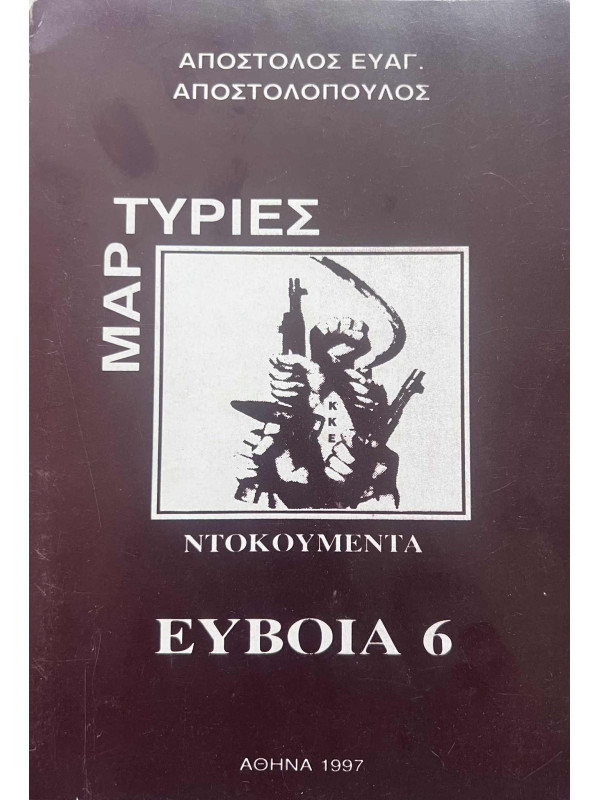 ΑΠΟΣΤΟΛΟΣ ΕΥΑΓ.
ΑΠΟΣΤΟΛΟΠΟΥΛΟΣ
ΜΑΡΤΥΡΙΕΣ
ΚΚΕ
ΝΤΟΚΟΥΜΕΝΤΑ
ΕΥΒΟΙΑ 6
ΑΘΗΝΑ 1997